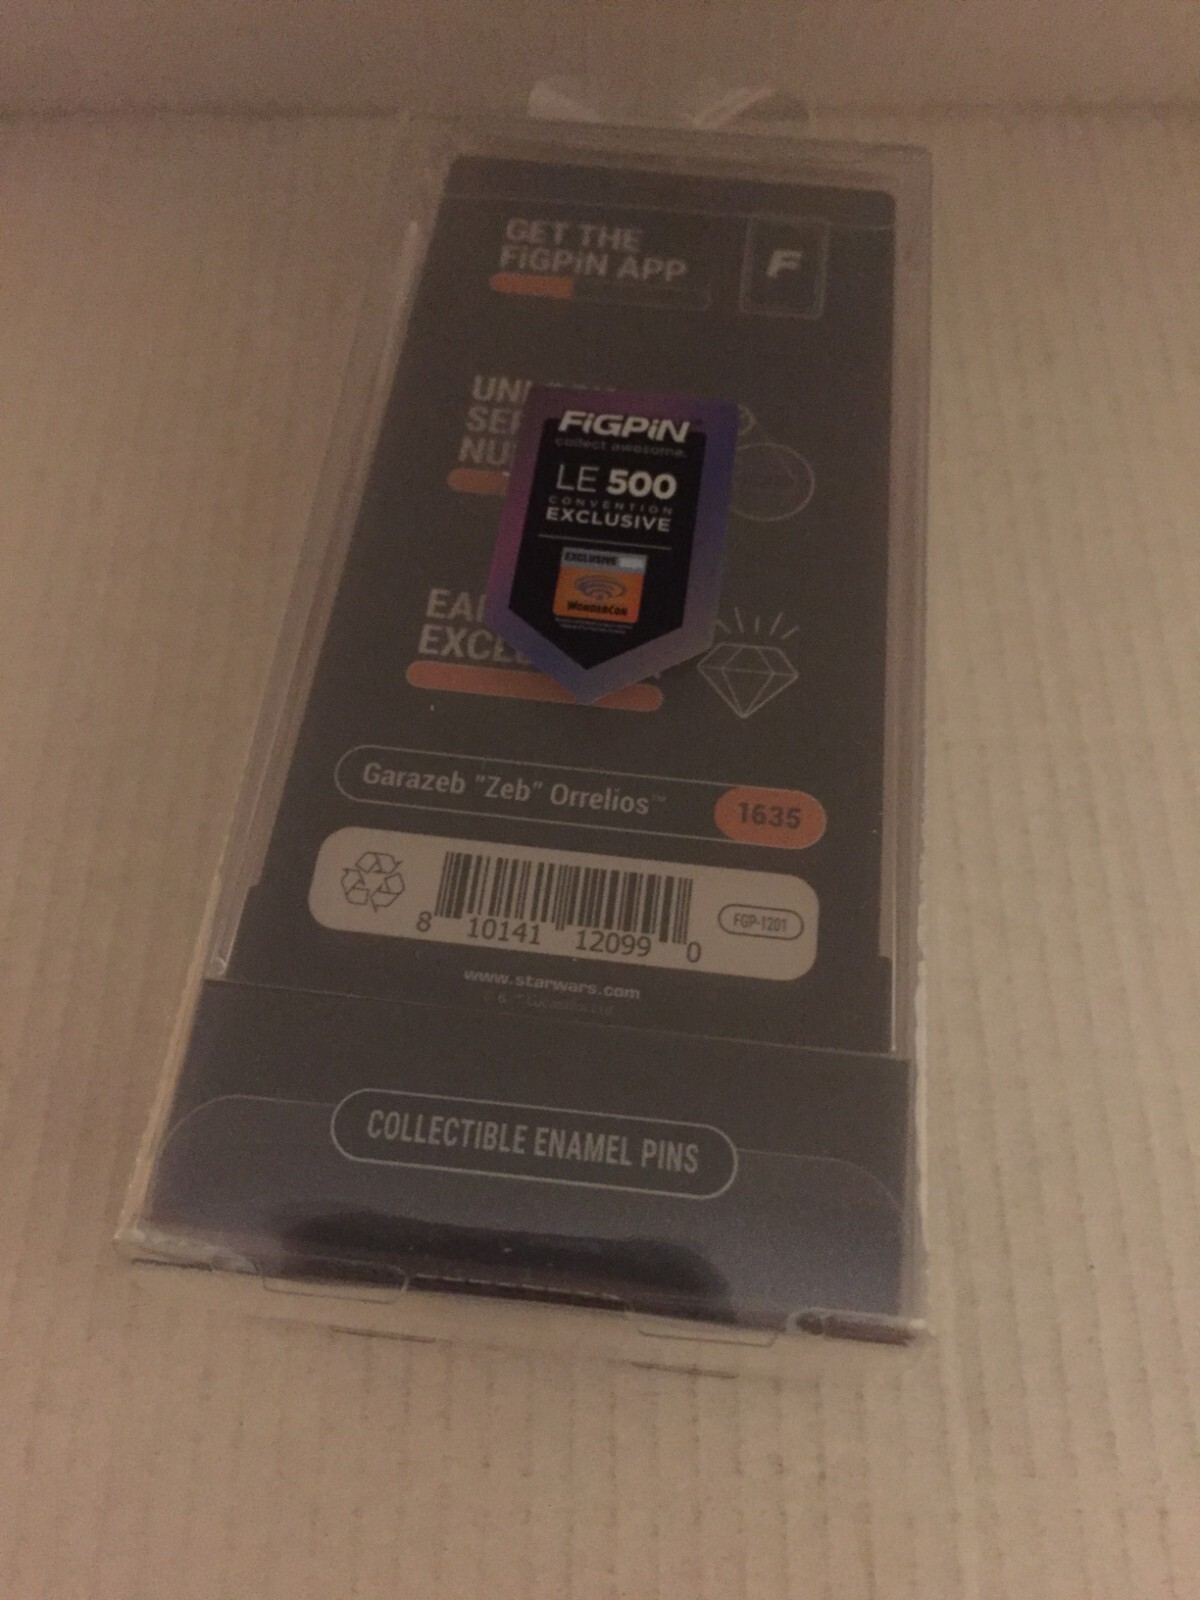 GET THE
FiGPiN APP
F
FiGPiN
collect awesome.
LE 500
CONVENTION
EXCLUSIVE
EXCLUSIVE
WONDERCON
Garazeb "Zeb" Orrelios™
1635
8 10141 12099 0
FGP-1201
www.starwars.com
COLLECTIBLE ENAMEL PINS